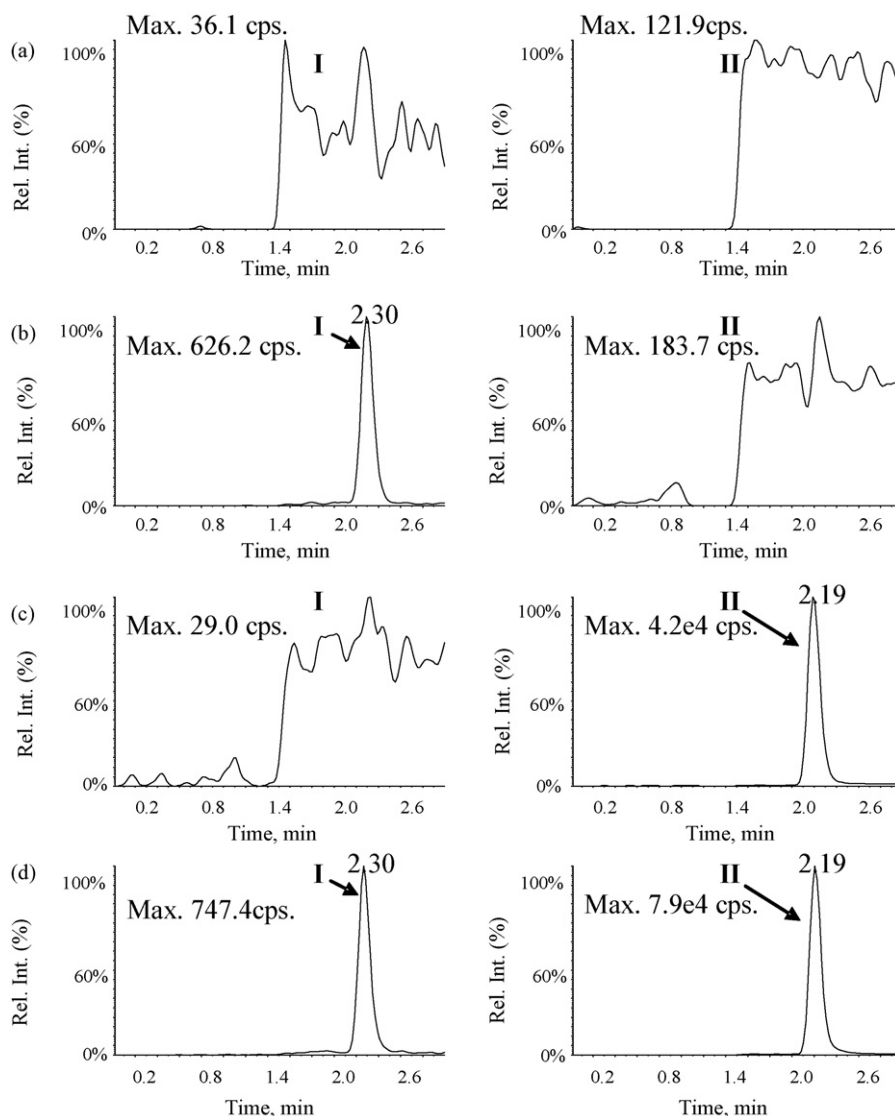 (a)
Max. 36.1 cps.
I
Rel. Int. (%)
100%
60%
0%
0.2 0.8 1.4 2.0 2.6
Time, min
Max. 121.9cps.
II
Rel. Int. (%)
100%
60%
0%
0.2 0.8 1.4 2.0 2.6
Time, min
(b)
I 2.30
Max. 626.2 cps.
Rel. Int. (%)
100%
60%
0%
0.2 0.8 1.4 2.0 2.6
Time, min
II
Max. 183.7 cps.
Rel. Int. (%)
100%
60%
0%
0.2 0.8 1.4 2.0 2.6
Time, min
(c)
I
Max. 29.0 cps.
Rel. Int. (%)
100%
60%
0%
0.2 0.8 1.4 2.0 2.6
Time, min
II 2.19
Max. 4.2e4 cps.
Rel. Int. (%)
100%
60%
0%
0.2 0.8 1.4 2.0 2.6
Time, min
(d)
I 2.30
Max. 747.4cps.
Rel. Int. (%)
100%
60%
0%
0.2 0.8 1.4 2.0 2.6
Time, min
II 2.19
Max. 7.9e4 cps.
Rel. Int. (%)
100%
60%
0%
0.2 0.8 1.4 2.0 2.6
Time, min